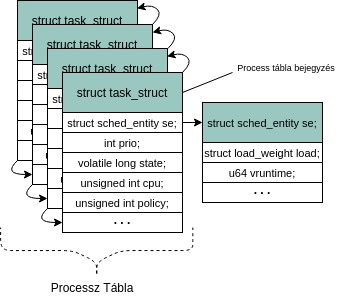 struct task_struct
struct task_struct
struct task_struct
struct task_struct
Process tábla bejegyzés
struct sched_entity se;
int prio;
volatile long state;
unsigned int cpu;
unsigned int policy;
...
struct sched_entity se;
struct load_weight load;
u64 vruntime;
...
Processz Tábla